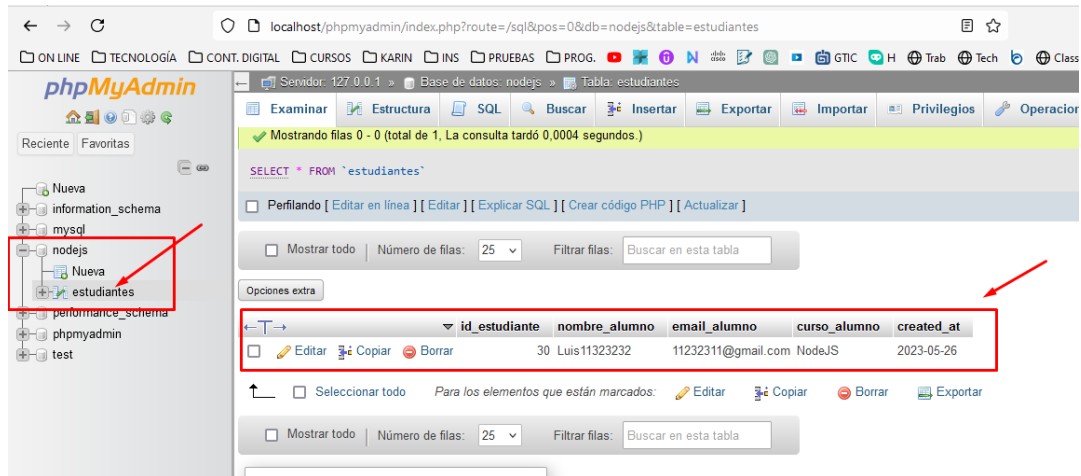 localhost/phpmyadmin/index.php?route=/sql&pos=0&db=nodejs&table=estudiantes
ON LINE TECNOLOGÍA CONT. DIGITAL CURSOS KARIN INS PRUEBAS PROG. GTIC H Trab Tech Class
phpMyAdmin
Reciente Favoritas
Nueva
information_schema
mysql
nodejs
Nueva
estudiantes
performance_schema
phpmyadmin
test
Servidor: 127.0.0.1 » Base de datos: nodejs » Tabla: estudiantes
Examinar Estructura SQL Buscar Insertar Exportar Importar Privilegios Operacion
Mostrando filas 0 - 0 (total de 1, La consulta tardó 0,0004 segundos.)
SELECT * FROM `estudiantes`
Perfilando [ Editar en línea ] [ Editar ] [ Explicar SQL ] [ Crear código PHP ] [ Actualizar ]
Mostrar todo | Número de filas: 25 Filtrar filas: Buscar en esta tabla
Opciones extra
←T→ id_estudiante nombre_alumno email_alumno curso_alumno created_at
Editar Copiar Borrar 30 Luis11323232 11232311@gmail.com NodeJS 2023-05-26
Seleccionar todo Para los elementos que están marcados: Editar Copiar Borrar Exportar
Mostrar todo | Número de filas: 25 Filtrar filas: Buscar en esta tabla